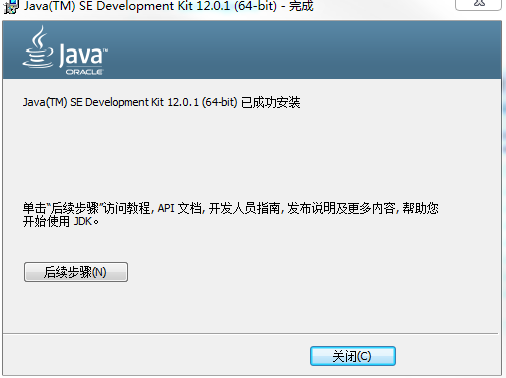 Java(TM) SE Development Kit 12.0.1 (64-bit) - 完成
Java™
ORACLE
Java(TM) SE Development Kit 12.0.1 (64-bit) 已成功安装
单击“后续步骤”访问教程, API 文档, 开发人员指南, 发布说明及更多内容, 帮助您
开始使用 JDK。
后续步骤(N)
关闭(C)